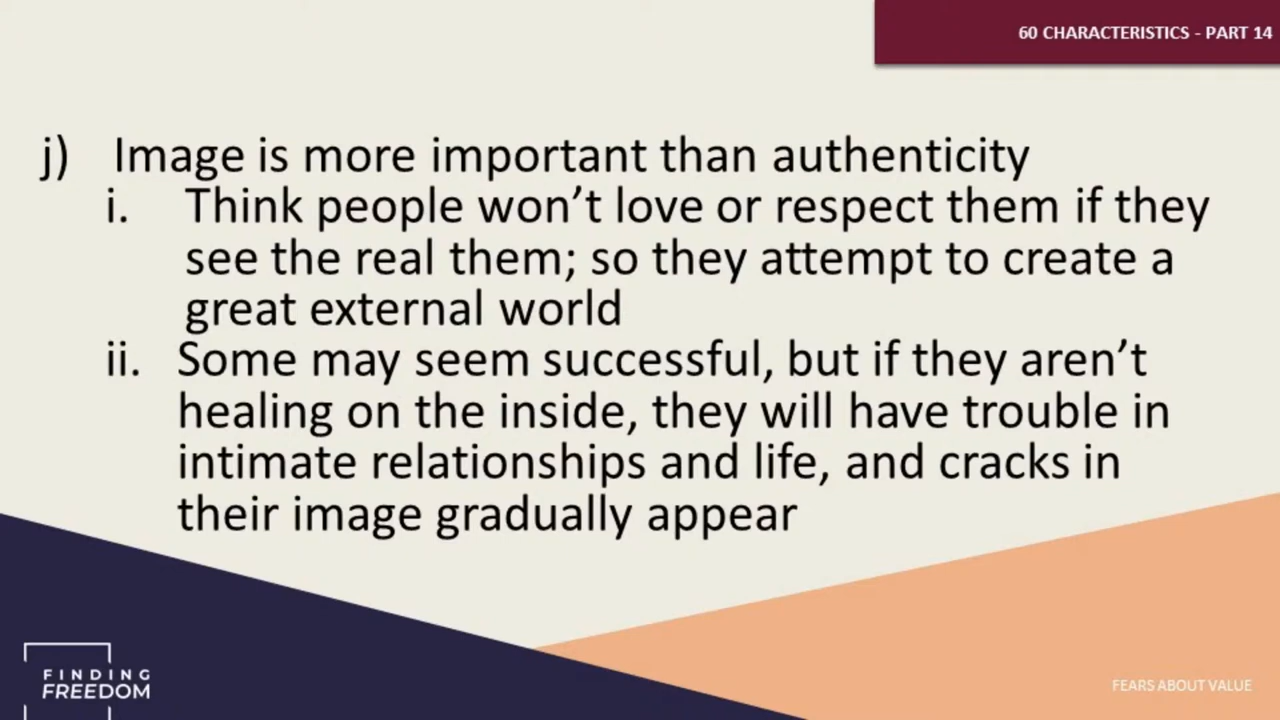 60 CHARACTERISTICS - PART 14
j) Image is more important than authenticity
i. Think people won’t love or respect them if they
see the real them; so they attempt to create a
great external world
ii. Some may seem successful, but if they aren’t
healing on the inside, they will have trouble in
intimate relationships and life, and cracks in
their image gradually appear
FINDING
FREEDOM
FEARS ABOUT VALUE